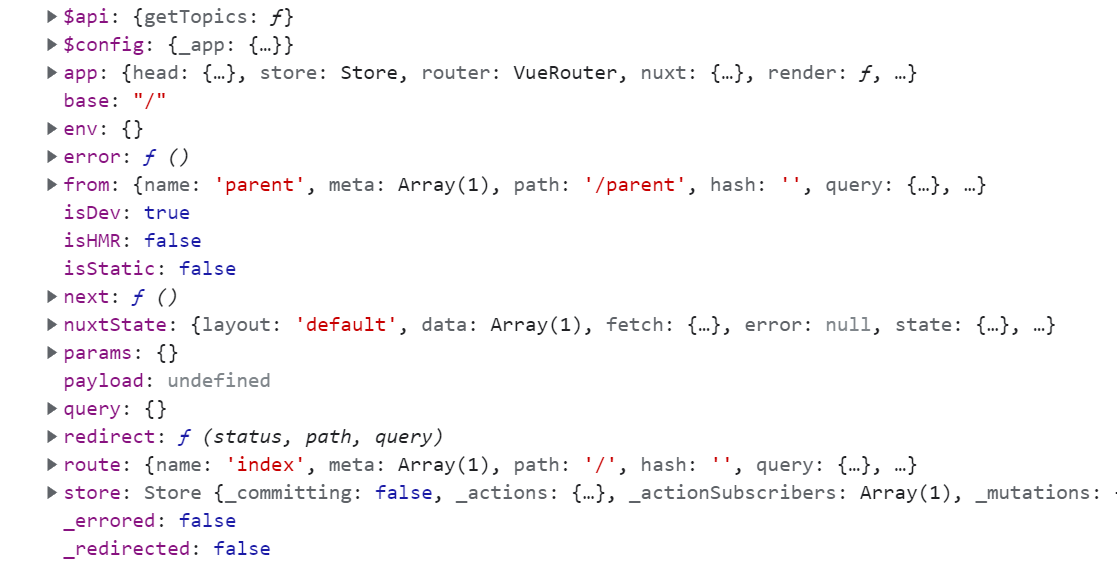 $api: {getTopics: ƒ}
$config: {_app: {…}}
app: {head: {…}, store: Store, router: VueRouter, nuxt: {…}, render: ƒ, …}
base: "/"
env: {}
error: ƒ ()
from: {name: 'parent', meta: Array(1), path: '/parent', hash: '', query: {…}, …}
isDev: true
isHMR: false
isStatic: false
next: ƒ ()
nuxtState: {layout: 'default', data: Array(1), fetch: {…}, error: null, state: {…}, …}
params: {}
payload: undefined
query: {}
redirect: ƒ (status, path, query)
route: {name: 'index', meta: Array(1), path: '/', hash: '', query: {…}, …}
store: Store {_committing: false, _actions: {…}, _actionSubscribers: Array(1), _mutations:
_errored: false
_redirected: false